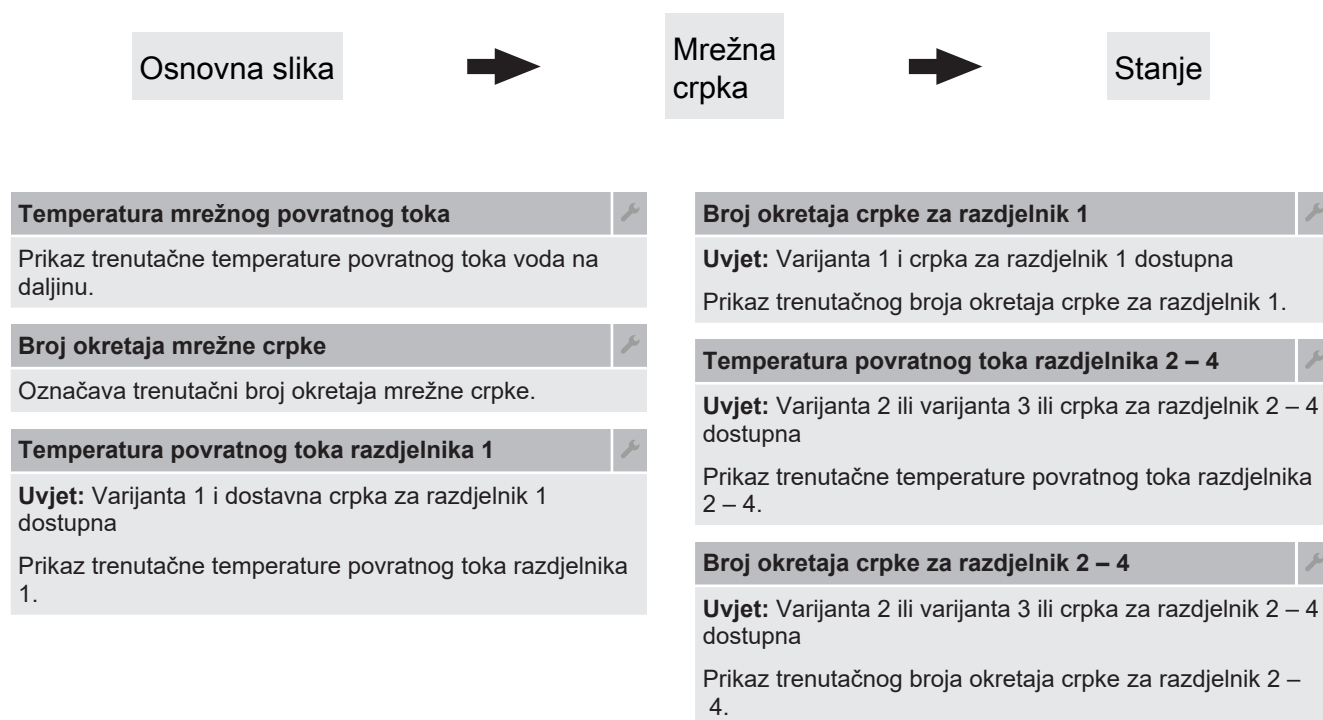 Osnovna slika
Mrežna
crpka
Stanje
Temperatura mrežnog povratnog toka
Prikaz trenutačne temperature povratnog toka voda na
daljinu.
Broj okretaja mrežne crpke
Označava trenutačni broj okretaja mrežne crpke.
Temperatura povratnog toka razdjelnika 1
Uvjet: Varijanta 1 i dostavna crpka za razdjelnik 1
dostupna
Prikaz trenutačne temperature povratnog toka razdjelnika
1.
Broj okretaja crpke za razdjelnik 1
Uvjet: Varijanta 1 i crpka za razdjelnik 1 dostupna
Prikaz trenutačnog broja okretaja crpke za razdjelnik 1.
Temperatura povratnog toka razdjelnika 2 – 4
Uvjet: Varijanta 2 ili varijanta 3 ili crpka za razdjelnik 2 – 4
dostupna
Prikaz trenutačne temperature povratnog toka razdjelnika
2 – 4.
Broj okretaja crpke za razdjelnik 2 – 4
Uvjet: Varijanta 2 ili varijanta 3 ili crpka za razdjelnik 2 – 4
dostupna
Prikaz trenutačnog broja okretaja crpke za razdjelnik 2 –
4.